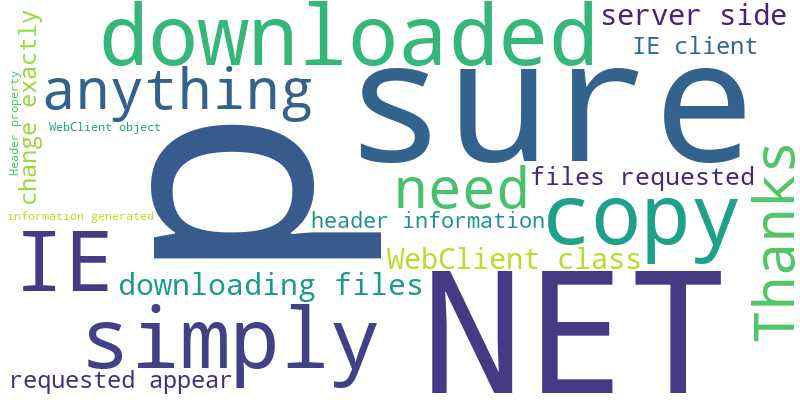 downloaded
server side
IE client
sure
anything
change exactly
Header property
WebClient object
p
need
files requested
Thanks
copy
information generated
header information
IE
WebClient class
downloading files
NET
simply
requested appear